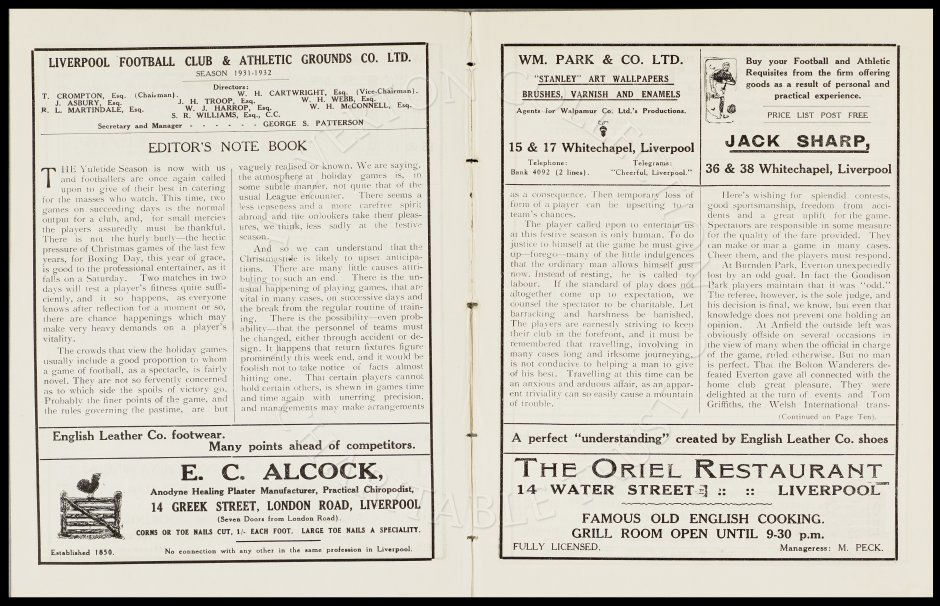 LIVERPOOL FOOTBALL CLUB & ATHLETIC GROUNDS CO. LTD.
SEASON 1931-1932
Directors:
T. CROMPTON, Esq. (Chairman). W. H. CARTWRIGHT, Esq. (Vice-Chairman).
J. ASBURY, Esq. J. H. TROOP, Esq. W. H. WEBB, Esq.
R. L. MARTINDALE, Esq. W. J. HARROP, Esq. W. H. McCONNELL, Esq.
S. R. WILLIAMS, Esq., C.C.
Secretary and Manager - - - - - - GEORGE S. PATTERSON
EDITOR'S NOTE BOOK
THE Yuletide Season is now with us
and footballers are once again called
upon to give of their best in catering
for the masses who watch. This time, two
games on succeeding days is the normal
output for a club, and, for small mercies
the players assuredly must be thankful.
There is not the hurly burly—the hectic
pressure of Christmas games of the last few
years, for Boxing Day, this year of grace,
is good to the professional entertainer, as it
falls on a Saturday. Two matches in two
days will test a player's fitness quite suffi-
ciently, and it so happens, as everyone
knows after reflection for a moment or so,
there are chance happenings which may
make very heavy demands on a player's
vitality.
The crowds that view the holiday games
usually include a good proportion to whom
a game of football, as a spectacle, is fairly
novel. They are not so fervently concerned
as to which side the spoils of victory go.
Probably the finer points of the game, and
the rules governing the pastime, are but
vaguely realised or known. We are saying,
the atmosphere at holiday games is, in
some subtle manner, not quite that of the
usual League encounter. There seems a
less tenseness and a more carefree spirit
abroad and the onlookers take their pleas-
ures, we think, less sadly at the festive
season.
And so we can understand that the
Christmastide is likely to upset anticipa-
tions. There are many little causes attri-
buting to such an end. There is the un-
usual happening of playing games, that are
vital in many cases, on successive days and
the break from the regular routine of train-
ing. There is the possibility—even prob-
ability—that the personnel of teams must
be changed, either through accident or de-
sign. It happens that return fixtures figure
prominently this week end, and it would be
foolish not to take notice of facts almost
hitting one. That certain players cannot
hold certain others, is shewn in games time
and time again with unerring precision,
and managements may make arrangements
English Leather Co. footwear.
Many points ahead of competitors.
E. C. ALCOCK,
Anodyne Healing Plaster Manufacturer, Practical Chiropodist,
14 GREEK STREET, LONDON ROAD, LIVERPOOL
(Seven Doors from London Road).
CORNS OR TOE NAILS CUT, 1/- EACH FOOT. LARGE TOE NAILS A SPECIALITY.
Established 1850. No connection with any other in the same profession in Liverpool.
WM. PARK & CO. LTD.
"STANLEY" ART WALLPAPERS
BRUSHES, VARNISH AND ENAMELS
Agents for Walpamur Co. Ltd.'s Productions.
15 & 17 Whitechapel, Liverpool
Telephone: Telegrams:
Bank 4092 (2 lines). "Cheerful, Liverpool."
Buy your Football and Athletic
Requisites from the firm offering
goods as a result of personal and
practical experience.
PRICE LIST POST FREE
JACK SHARP,
36 & 38 Whitechapel, Liverpool
as a consequence. Then temporary loss of
form of a player can be upsetting to a
team's chances.
The player called upon to entertain us
at this festive season is only human. To do
justice to himself at the game he must give
up—forego—many of the little indulgences
that the ordinary man allows himself just
now. Instead of resting, he is called to
labour. If the standard of play does not
altogether come up to expectation, we
counsel the spectator to be charitable. Let
barracking and harshness be banished.
The players are earnestly striving to keep
their club in the forefront, and it must be
remembered that travelling, involving in
many cases long and irksome journeying,
is not conducive to helping a man to give
of his best. Travelling at this time can be
an anxious and arduous affair, as an appar-
ent triviality can so easily cause a mountain
of trouble.
Here's wishing for splendid contests,
good sportsmanship, freedom from acci-
dents and a great uplift for the game.
Spectators are responsible in some measure
for the quality of the fare provided. They
can make or mar a game in many cases.
Cheer them, and the players must respond.
At Burnden Park, Everton unexpectedly
lost by an odd goal. In fact the Goodison
Park players maintain that it was "odd."
The referee, however, is the sole judge, and
his decision is final, we know, but even that
knowledge does not prevent one holding an
opinion. At Anfield the outside left was
obviously offside on several occasions in
the view of many when the official in charge
of the game, ruled otherwise. But no man
is perfect. That the Bolton Wanderers de-
feated Everton gave all connected with the
home club great pleasure. They were
delighted at the turn of events and Tom
Griffiths, the Welsh International trans-
(Continued on Page Ten).
A perfect "understanding" created by English Leather Co. shoes
THE ORIEL RESTAURANT
14 WATER STREET :: :: LIVERPOOL
FAMOUS OLD ENGLISH COOKING.
GRILL ROOM OPEN UNTIL 9-30 p.m.
FULLY LICENSED. Manageress: M. PECK.